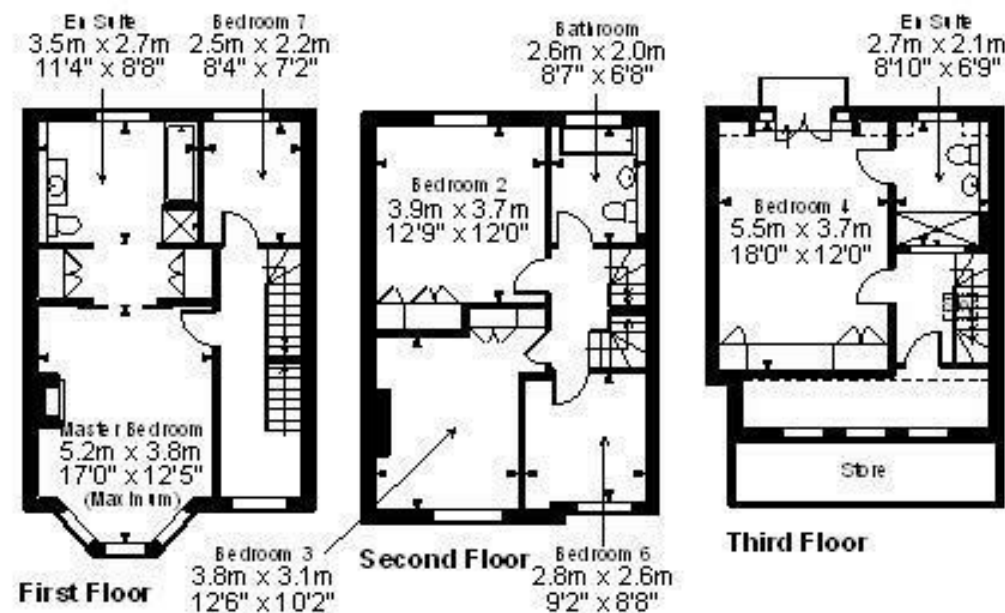 En Suite
3.5m x 2.7m
11'4" x 8'8"
Bedroom 7
2.5m x 2.2m
8'4" x 7'2"
Master Bedroom
5.2m x 3.8m
17'0" x 12'5"
(Maximum)
First Floor
Bathroom
2.6m x 2.0m
8'7" x 6'8"
Bedroom 2
3.9m x 3.7m
12'9" x 12'0"
Bedroom 3
3.8m x 3.1m
12'6" x 10'2"
Second Floor
Bedroom 6
2.8m x 2.6m
9'2" x 8'8"
En Suite
2.7m x 2.1m
8'10" x 6'9"
Bedroom 4
5.5m x 3.7m
18'0" x 12'0"
Store
Third Floor